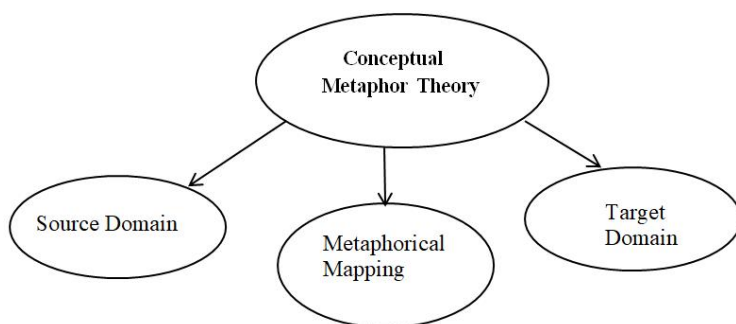 Conceptual
Metaphor Theory
Source Domain
Metaphorical
Mapping
Target
Domain